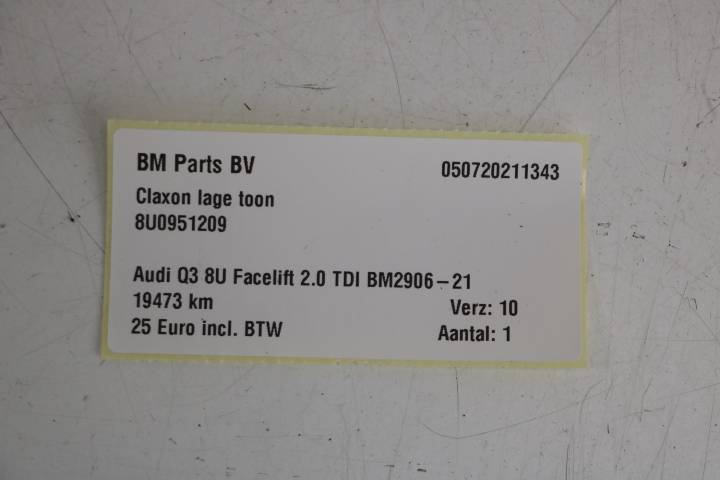 BM Parts BV 050720211343
Claxon lage toon
8U0951209
Audi Q3 8U Facelift 2.0 TDI BM2906-21
19473 km Verz: 10
25 Euro incl. BTW Aantal: 1